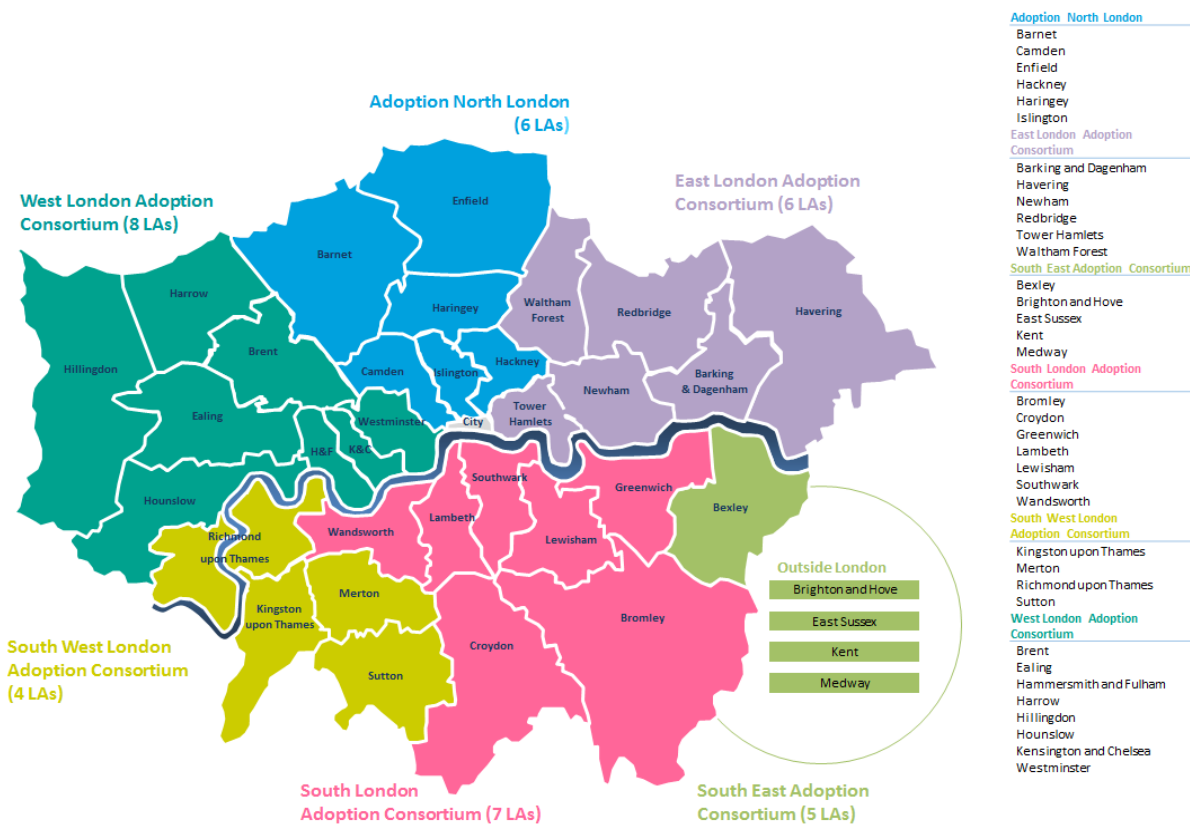 Adoption North London
(6 LAs)
West London Adoption
Consortium (8 LAs)
East London Adoption
Consortium (6 LAs)
Enfield
Barnet
Harrow
Haringey
Waltham
Forest
Redbridge
Havering
Brent
Hillingdon
Camden
Islington
Hackney
Newham
Barking
& Dagenham
Ealing
Westminster
City
Tower
Hamlets
H&F
K&C
Hounslow
Southwark
Greenwich
Bexley
Lambeth
Wandsworth
Richmond
upon Thames
Lewisham
Merton
Kingston
upon Thames
Bromley
Croydon
Sutton
Outside London
Brighton and Hove
East Sussex
Kent
Medway
South West London
Adoption Consortium
(4 LAs)
South London
Adoption Consortium (7 LAs)
South East Adoption
Consortium (5 LAs)
Adoption North London
Barnet
Camden
Enfield
Hackney
Haringey
Islington
East London Adoption
Consortium
Barking and Dagenham
Havering
Newham
Redbridge
Tower Hamlets
Waltham Forest
South East Adoption Consortium
Bexley
Brighton and Hove
East Sussex
Kent
Medway
South London Adoption
Consortium
Bromley
Croydon
Greenwich
Lambeth
Lewisham
Southwark
Wandsworth
South West London
Adoption Consortium
Kingston upon Thames
Merton
Richmond upon Thames
Sutton
West London Adoption
Consortium
Brent
Ealing
Hammersmith and Fulham
Harrow
Hillingdon
Hounslow
Kensington and Chelsea
Westminster